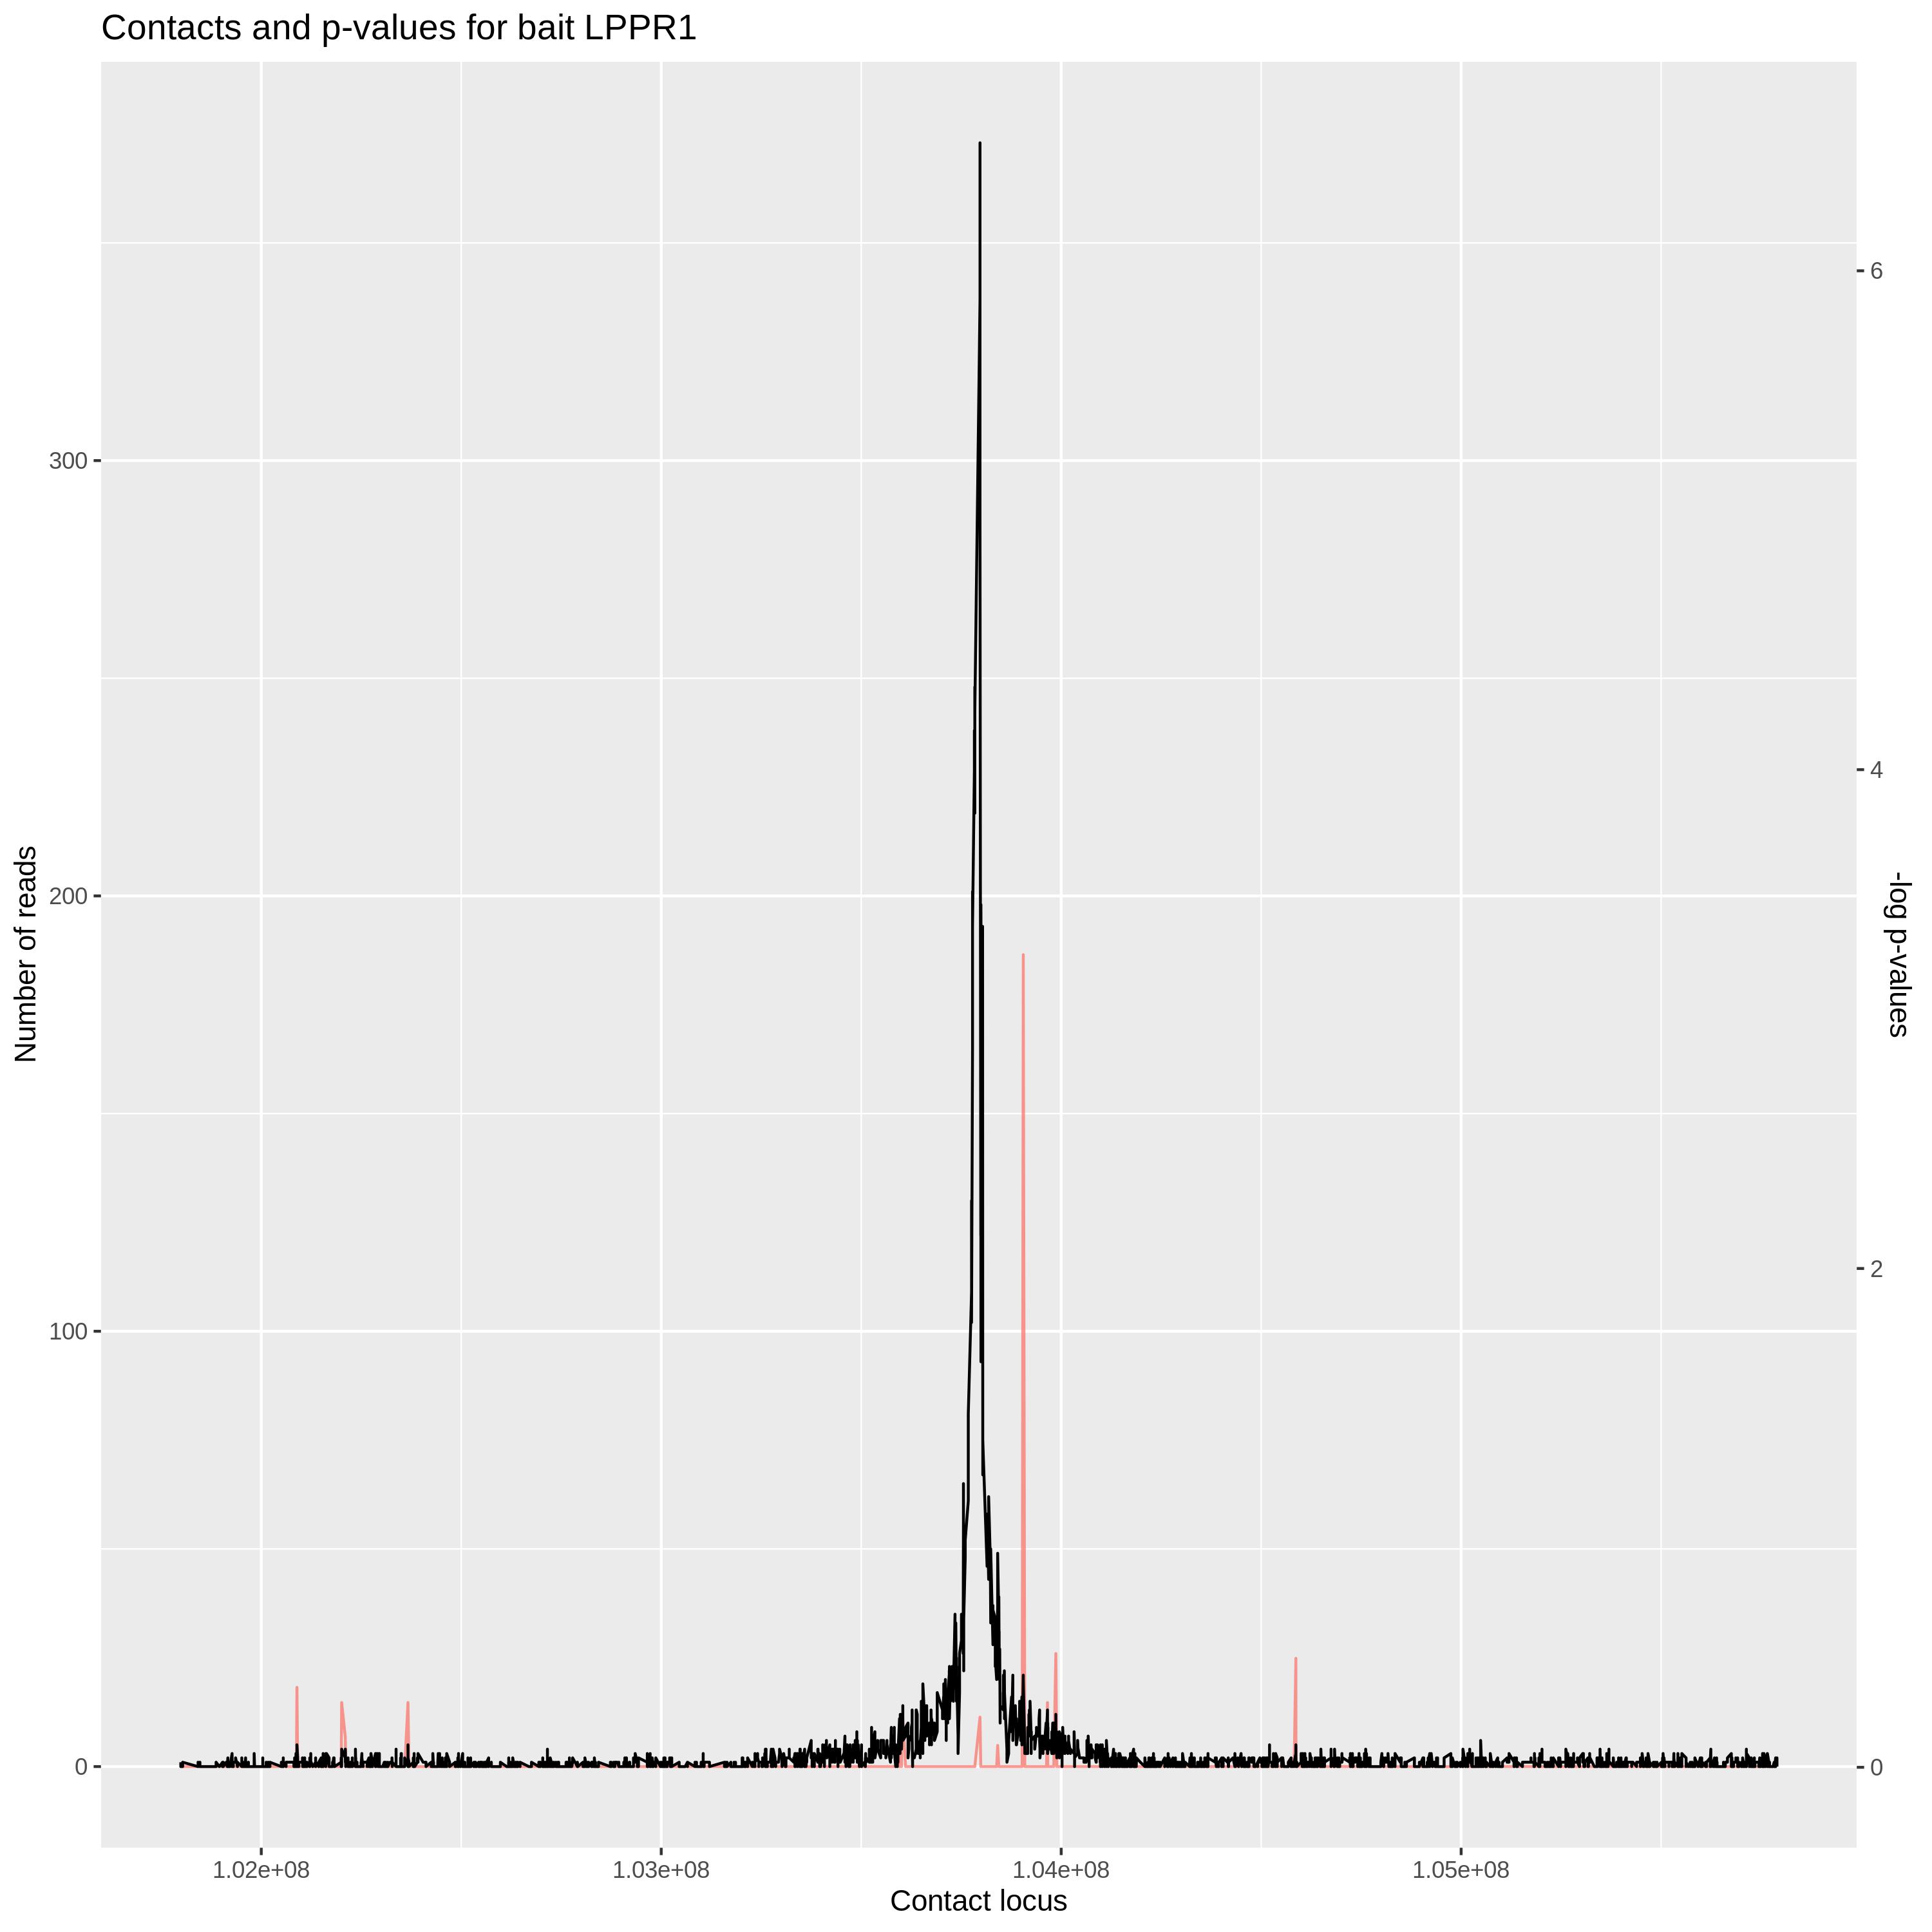 Contacts and p-values for bait LPPR1
Number of reads
300
200
100
0
6
4
2
0
-log p-values
1.02e+08
1.03e+08
1.04e+08
1.05e+08
Contact locus